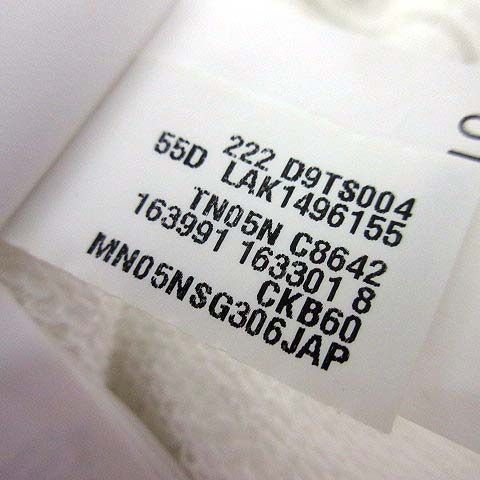 222 D9TS004
55D LAK1496155
TN05N C8642
163991 163301 8
CKB60
MN05NSG306JAP